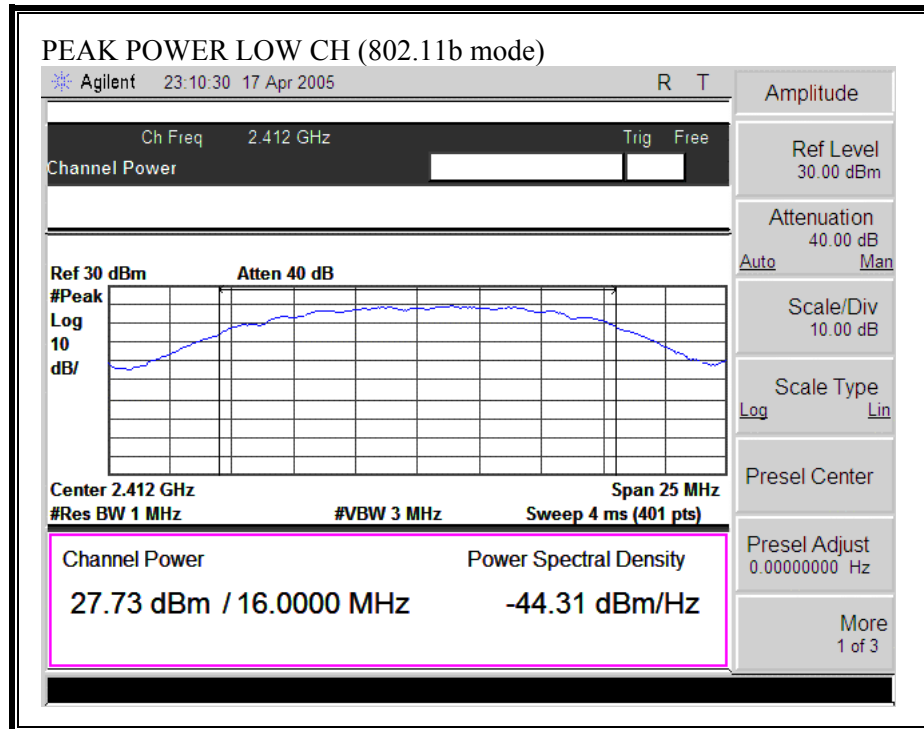 PEAK POWER LOW CH (802.11b mode)
Agilent 23:10:30 17 Apr 2005 R T
Ch Freq 2.412 GHz Trig Free
Channel Power
Ref 30 dBm Atten 40 dB
#Peak
Log
10
dB/
Center 2.412 GHz Span 25 MHz
#Res BW 1 MHz #VBW 3 MHz Sweep 4 ms (401 pts)
Channel Power Power Spectral Density
27.73 dBm / 16.0000 MHz -44.31 dBm/Hz
Amplitude
Ref Level
30.00 dBm
Attenuation
40.00 dB
Auto Man
Scale/Div
10.00 dB
Scale Type
Log Lin
Presel Center
Presel Adjust
0.00000000 Hz
More
1 of 3